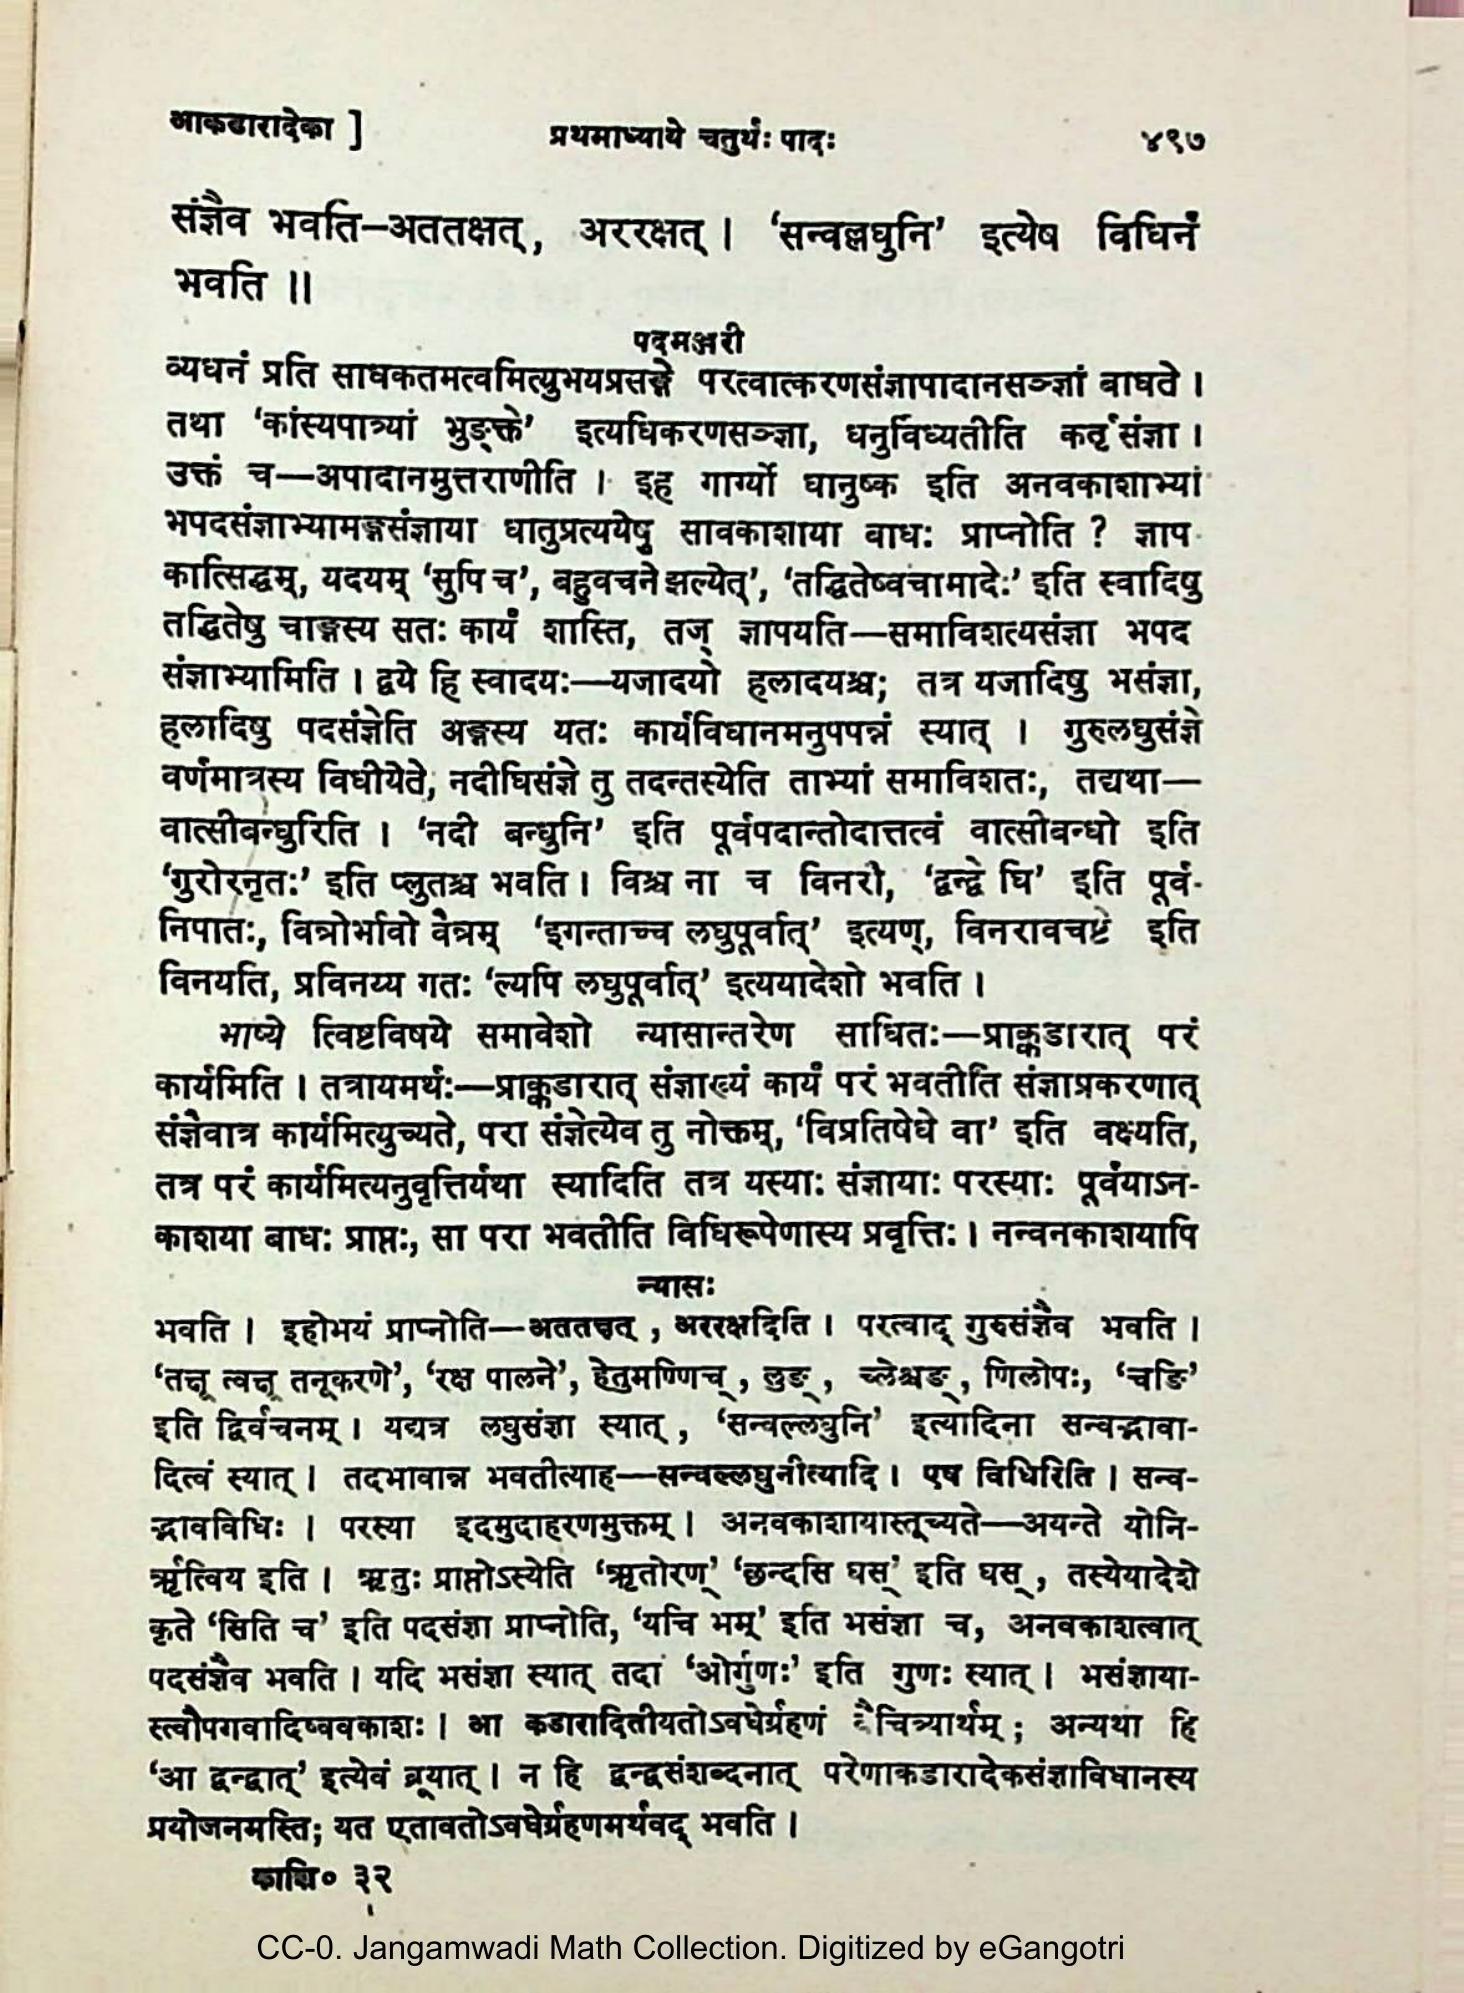 आकडारादेका ]
प्रथमाध्याये चतुर्थः पादः
४९७
संज्ञैव भवति—अततक्षत्, अररक्षत् । ‘सन्वल्लघुनि’ इत्येष विधिर्न
भवति ॥
पदमञ्जरी
व्यधनं प्रति साधकतमत्वमित्युभयप्रसङ्गे परत्वात्करणसंज्ञापादानसञ्ज्ञां बाधते ।
तथा ‘कांस्यपात्र्यां भुङ्क्ते’ इत्यधिकरणसञ्ज्ञा, धनुर्विध्यतीति कर्तृसंज्ञा ।
उक्तं च—अपादानमुत्तराणीति । इह गार्ग्यो धानुष्क इति अनवकाशाभ्यां
भपदसंज्ञाभ्यामङ्गसंज्ञाया धातुप्रत्ययेषु सावकाशाया बाधः प्राप्नोति ? ज्ञाप
कात्सिद्धम्, यदयम् ‘सुपि च’, बहुवचने झल्येत्’, ‘तद्धितेष्वचामादेः’ इति स्वादिषु
तद्धितेषु चाङ्गस्य सतः कार्यं शास्ति, तज् ज्ञापयति—समाविशत्यसंज्ञा भपद
संज्ञाभ्यामिति । द्वये हि स्वादयः—यजादयो हलादयश्च; तत्र यजादिषु भसंज्ञा,
हलादिषु पदसंज्ञेति अङ्गस्य यतः कार्यविधानमनुपपन्नं स्यात् । गुरुलघुसंज्ञे
वर्णमात्रस्य विधीयेते, नदीघिसंज्ञे तु तदन्तस्येति ताभ्यां समाविशतः, तद्यथा—
वात्सीबन्धुरिति । ‘नदी बन्धुनि’ इति पूर्वपदान्तोदात्तत्वं वात्सीबन्धो इति
‘गुरोरनृतः’ इति प्लुतश्च भवति । विश्च ना च विनरी, ‘द्वन्द्वे घि’ इति पूर्व-
निपातः, वित्रोर्भावो वैत्रम् ‘इगन्ताच्च लघुपूर्वात्’ इत्यण्, विनरावचष्टे इति
विनयति, प्रविनय्य गतः ‘ल्यपि लघुपूर्वात्’ इत्ययादेशो भवति ।
भाष्ये त्विष्टविषये समावेशो न्यासान्तरेण साधितः—प्राक्कडारात् परं
कार्यमिति । तत्रायमर्थः—प्राक्कडारात् संज्ञाख्यं कार्यं परं भवतीति संज्ञाप्रकरणात्
संज्ञैवात्र कार्यमित्युच्यते, परा संज्ञेत्येव तु नोक्तम्, ‘विप्रतिषेधे वा’ इति वक्ष्यति,
तत्र परं कार्यमित्यनुवृत्तिर्यथा स्यादिति तत्र यस्याः संज्ञायाः परस्याः पूर्वयाऽन-
काशया बाधः प्राप्तः, सा परा भवतीति विधिरूपेणास्य प्रवृत्तिः । नन्वनकाशयापि
न्यासः
भवति । इहोभयं प्राप्नोति—अततक्षत्, अररक्षदिति । परत्वाद् गुरुसंज्ञैव भवति ।
‘तक्षू त्वक्षू तनूकरणे’, ‘रक्ष पालने’, हेतुमण्णिच्, लुङ्, च्लेश्चङ्, णिलोपः, ‘चङि’
इति द्विर्वचनम् । यद्यत्र लघुसंज्ञा स्यात्, ‘सन्वल्लघुनि’ इत्यादिना सन्वद्भावा-
दित्वं स्यात् । तदभावान्न भवतीत्याह—सन्वल्लघुनीत्यादि । एष विधिरिति । सन्व-
द्भावविधिः । परस्या इदमुदाहरणमुक्तम् । अनवकाशायास्तूच्यते—अयन्ते योनि-
र्ऋत्विय इति । ऋतुः प्राप्तोऽस्येति ‘ऋतोरण्’ ‘छन्दसि घस्’ इति घस्, तस्येयादेशे
कृते ‘सिति च’ इति पदसंज्ञा प्राप्नोति, ‘यचि भम्’ इति भसंज्ञा च, अनवकाशत्वात्
पदसंज्ञैव भवति । यदि भसंज्ञा स्यात् तदा ‘ओर्गुणः’ इति गुणः स्यात् । भसंज्ञाया-
स्त्वौपगवादिष्ववकाशः । आ कडारादितीयतोऽवधेर्ग्रहणं वैचित्र्यार्थम् ; अन्यथा हि
‘आ द्वन्द्वात्’ इत्येवं ब्रूयात् । न हि द्वन्द्वसंशब्दनात् परेणाकडारादेकसंज्ञाविधानस्य
प्रयोजनमस्ति; यत एतावतोऽवधेर्ग्रहणमर्थवद् भवति ।
काशि० ३२
CC-0. Jangamwadi Math Collection. Digitized by eGangotri